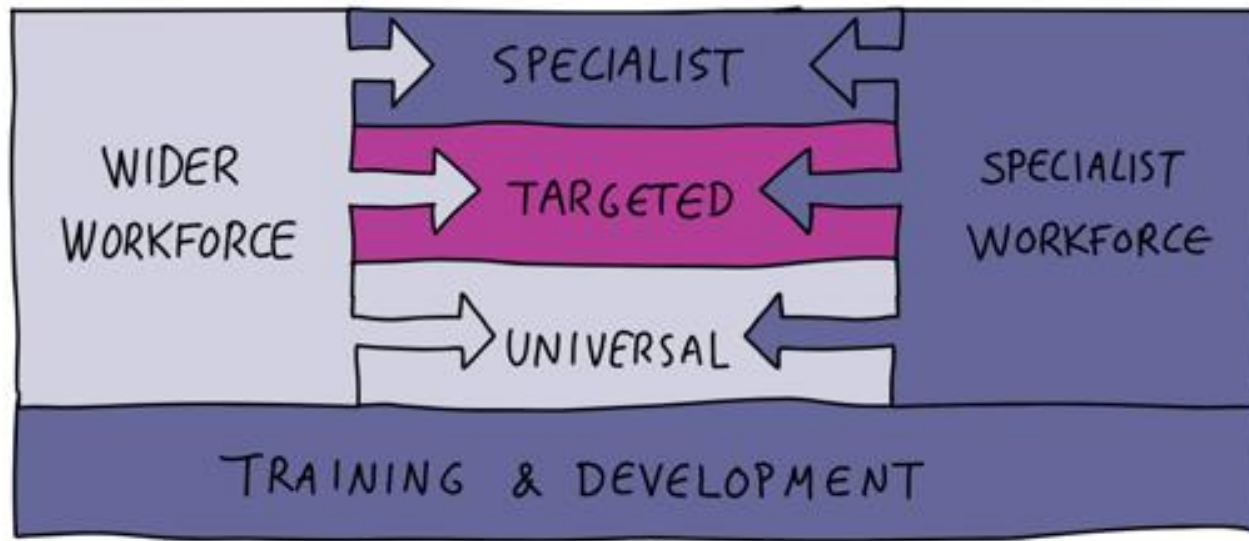 WIDER
WORKFORCE
SPECIALIST
TARGETED
UNIVERSAL
SPECIALIST
WORKFORCE
TRAINING & DEVELOPMENT